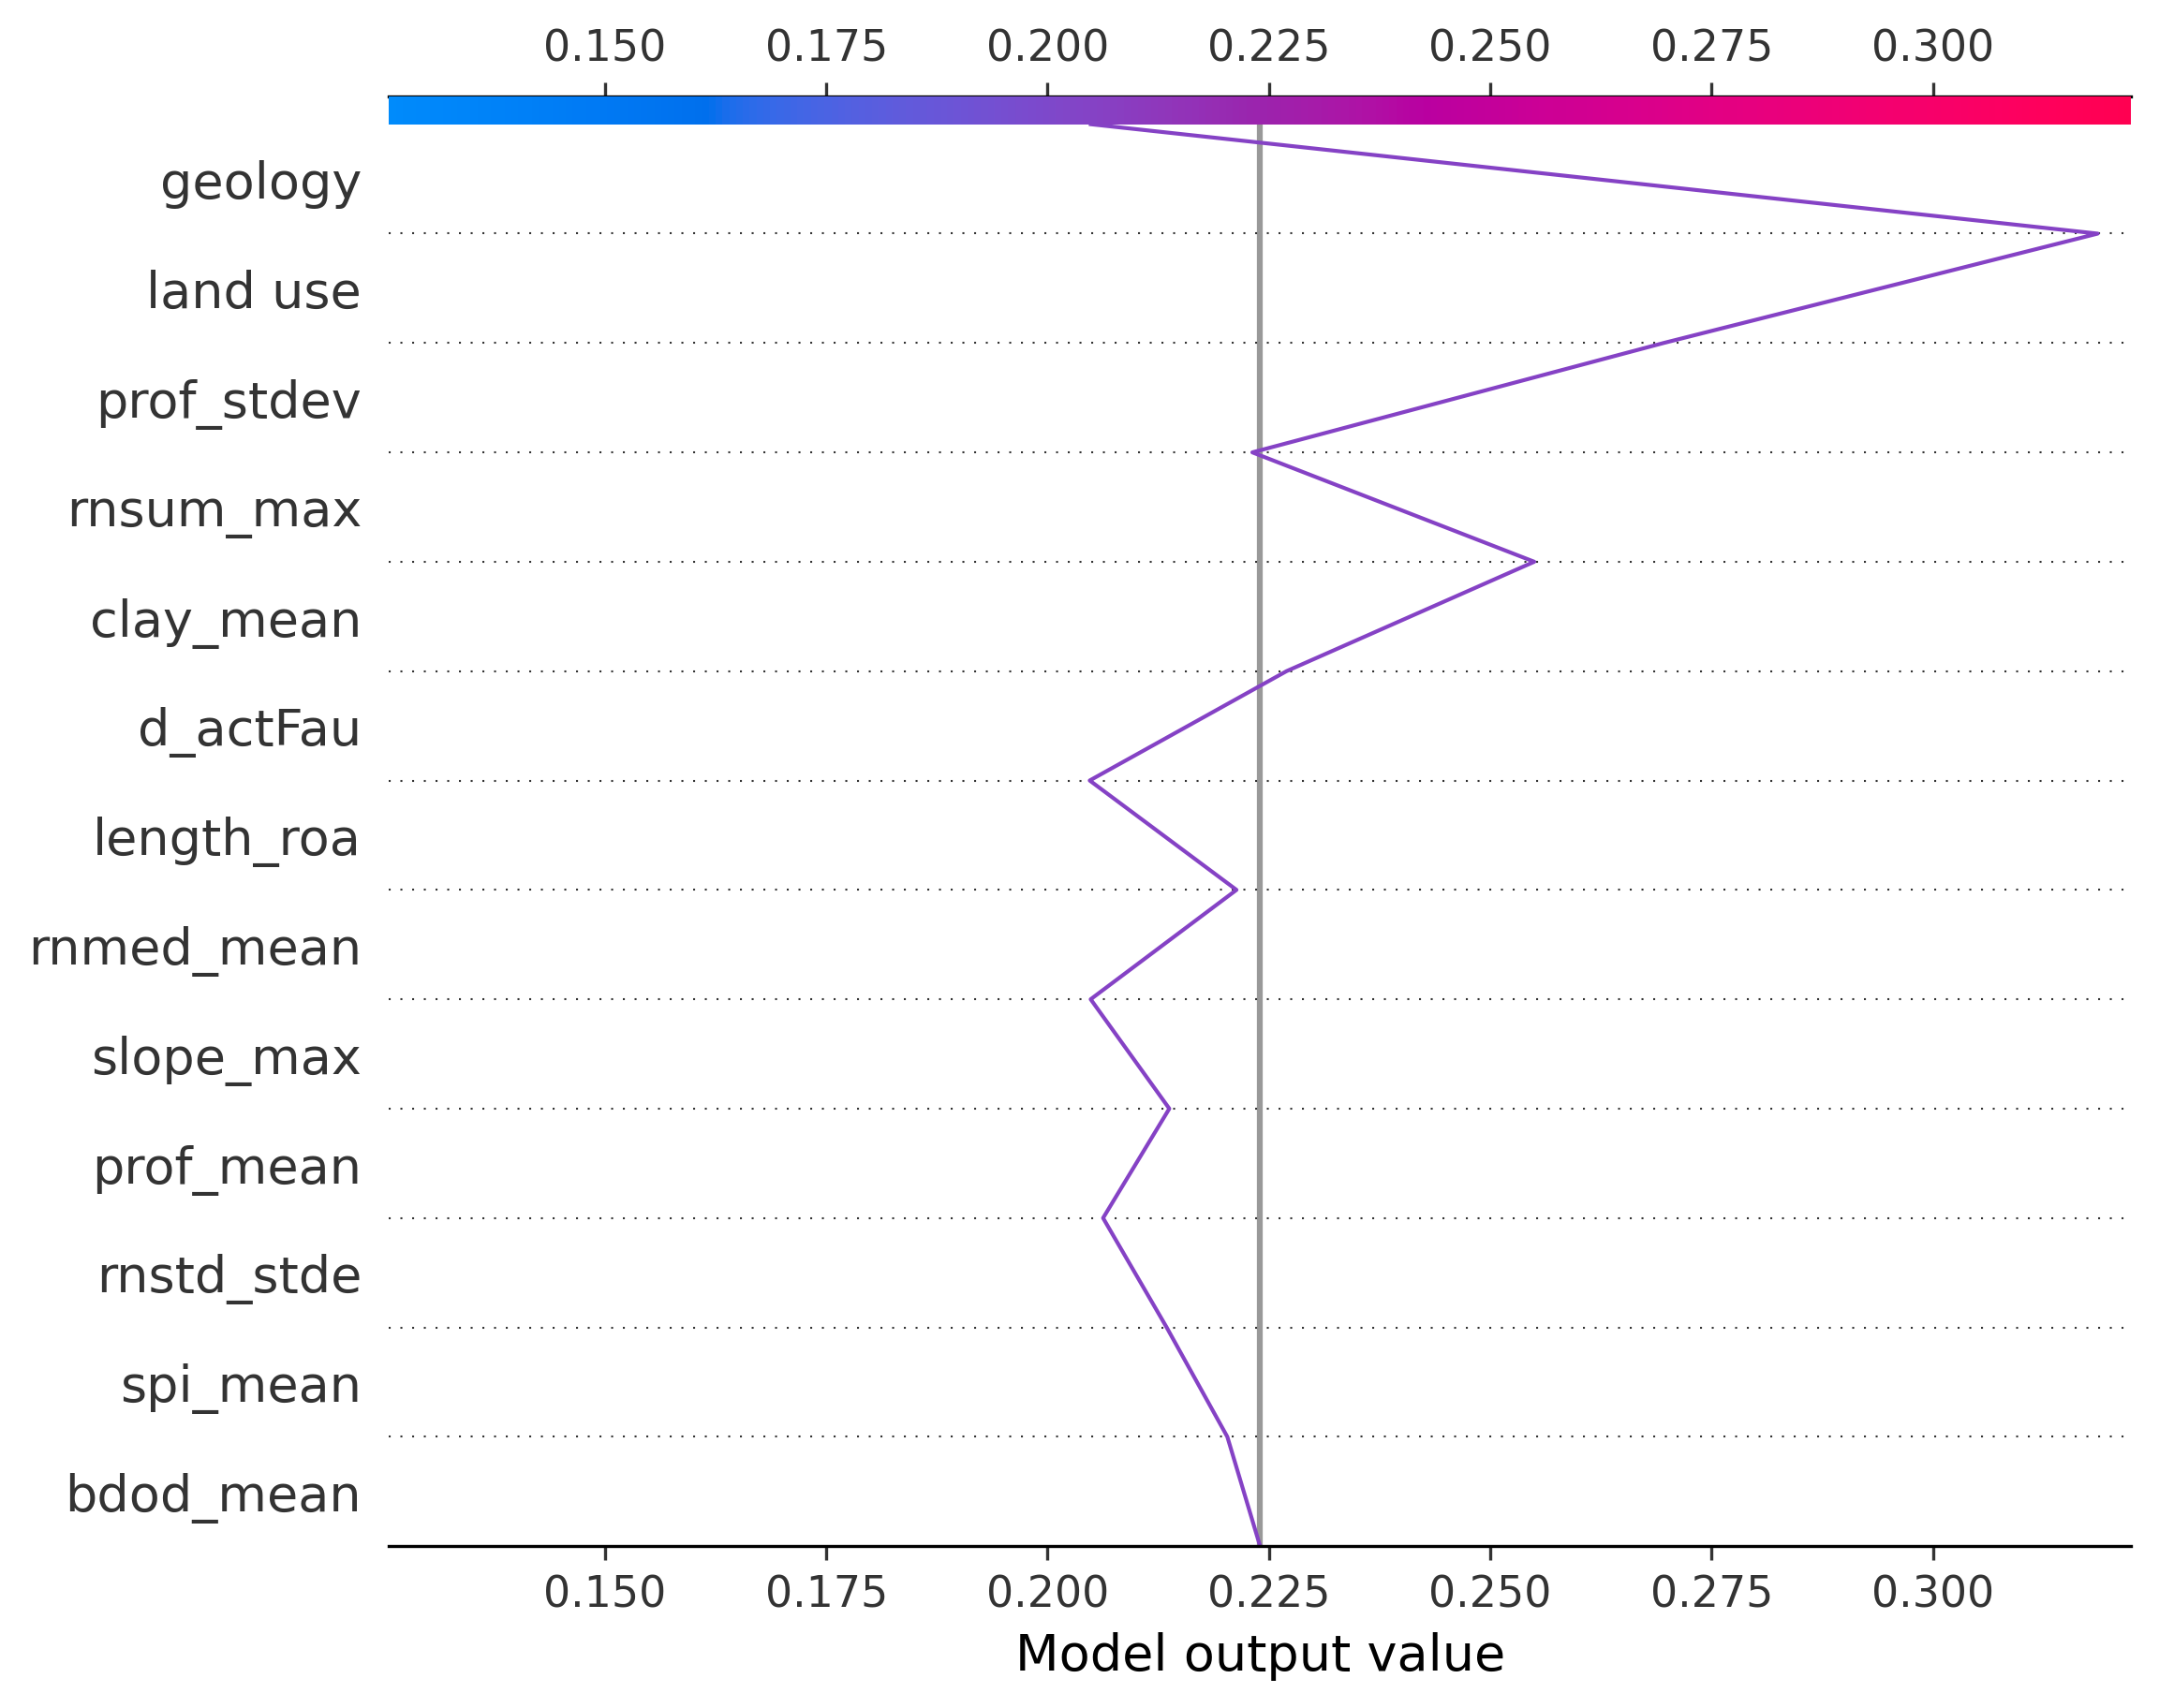 0.150 0.175 0.200 0.225 0.250 0.275 0.300
geology
land use
prof_stdev
rnsum_max
clay_mean
d_actFau
length_roa
rnmed_mean
slope_max
prof_mean
rnstd_stde
spi_mean
bdod_mean
0.150 0.175 0.200 0.225 0.250 0.275 0.300
Model output value